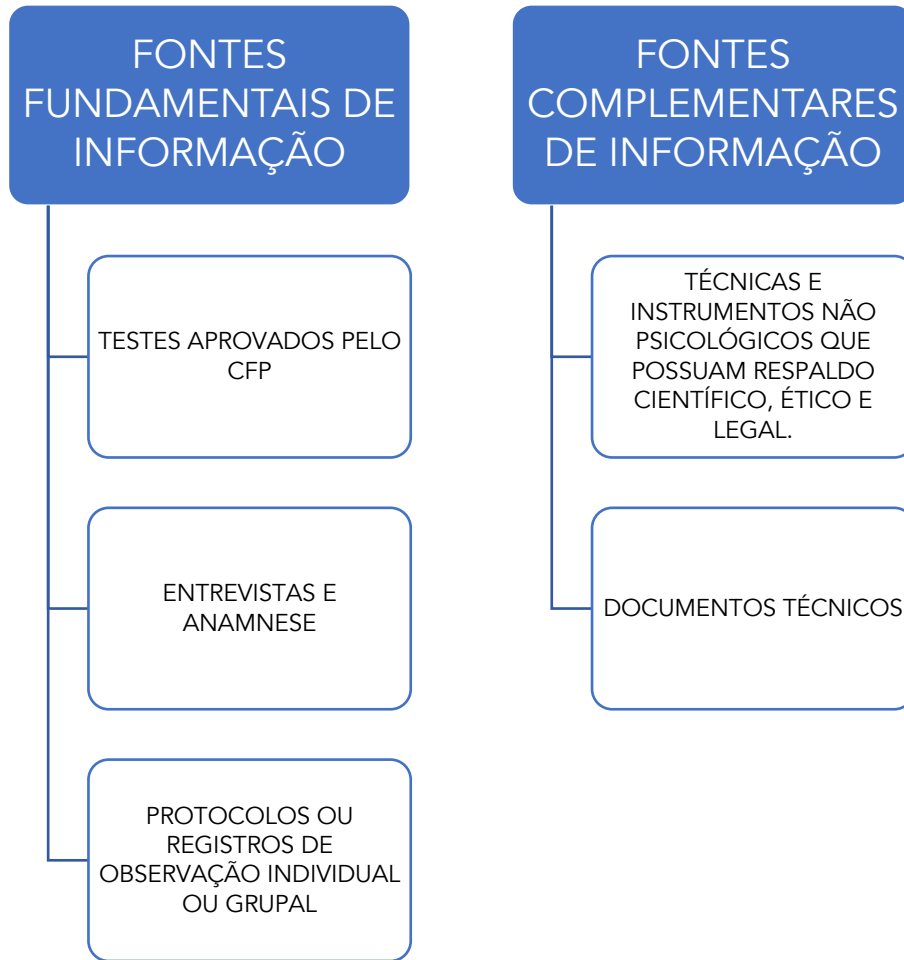 FONTES
FUNDAMENTAIS DE
INFORMAÇÃO
TESTES APROVADOS PELO
CFP
ENTREVISTAS E
ANAMNESE
PROTOCOLOS OU
REGISTROS DE
OBSERVAÇÃO INDIVIDUAL
OU GRUPAL
FONTES
COMPLEMENTARES
DE INFORMAÇÃO
TÉCNICAS E
INSTRUMENTOS NÃO
PSICOLÓGICOS QUE
POSSUAM RESPALDO
CIENTÍFICO, ÉTICO E
LEGAL.
DOCUMENTOS TÉCNICOS